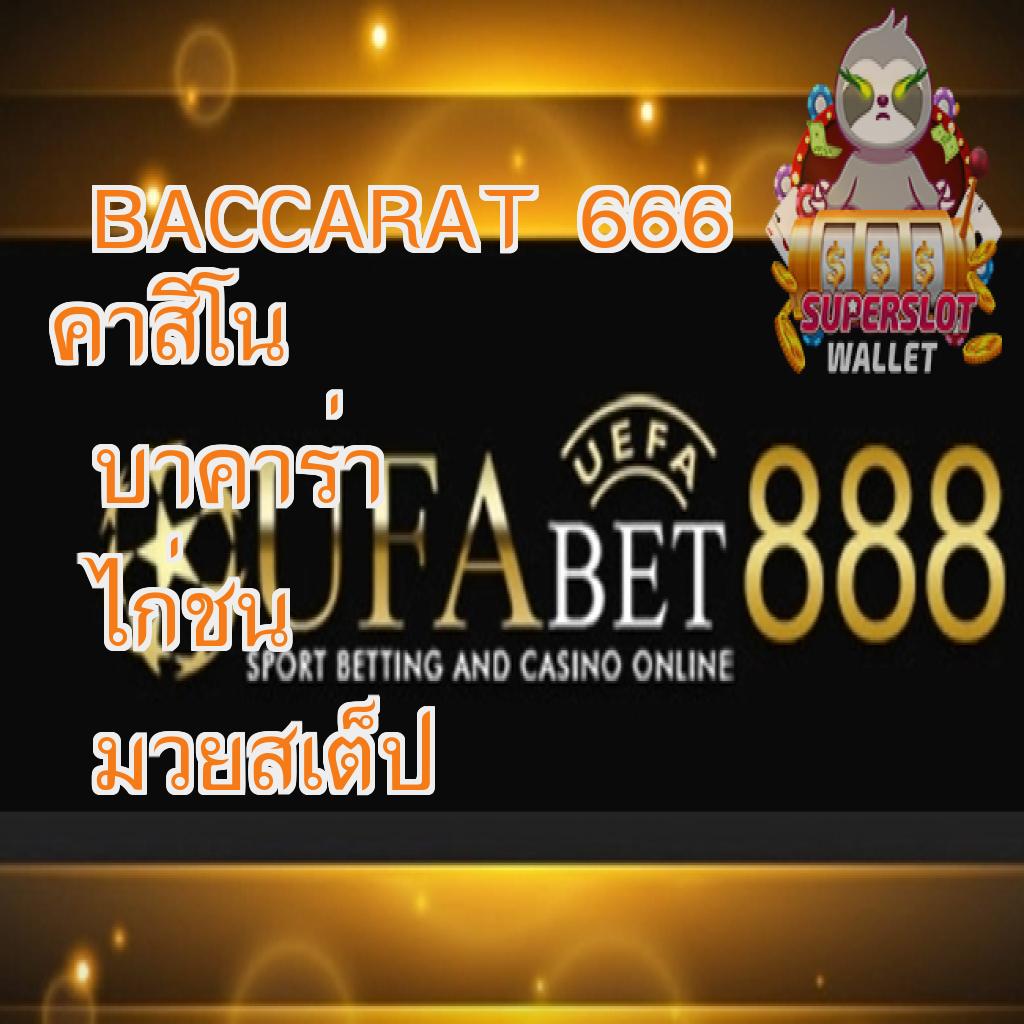 BACCARAT 666
คาสิโน
บาคาร่า
ไก่ชน
มวยสเต็ป
SUPERSLOT
WALLET
UEFA
UFABET888
SPORT BETTING AND CASINO ONLINE